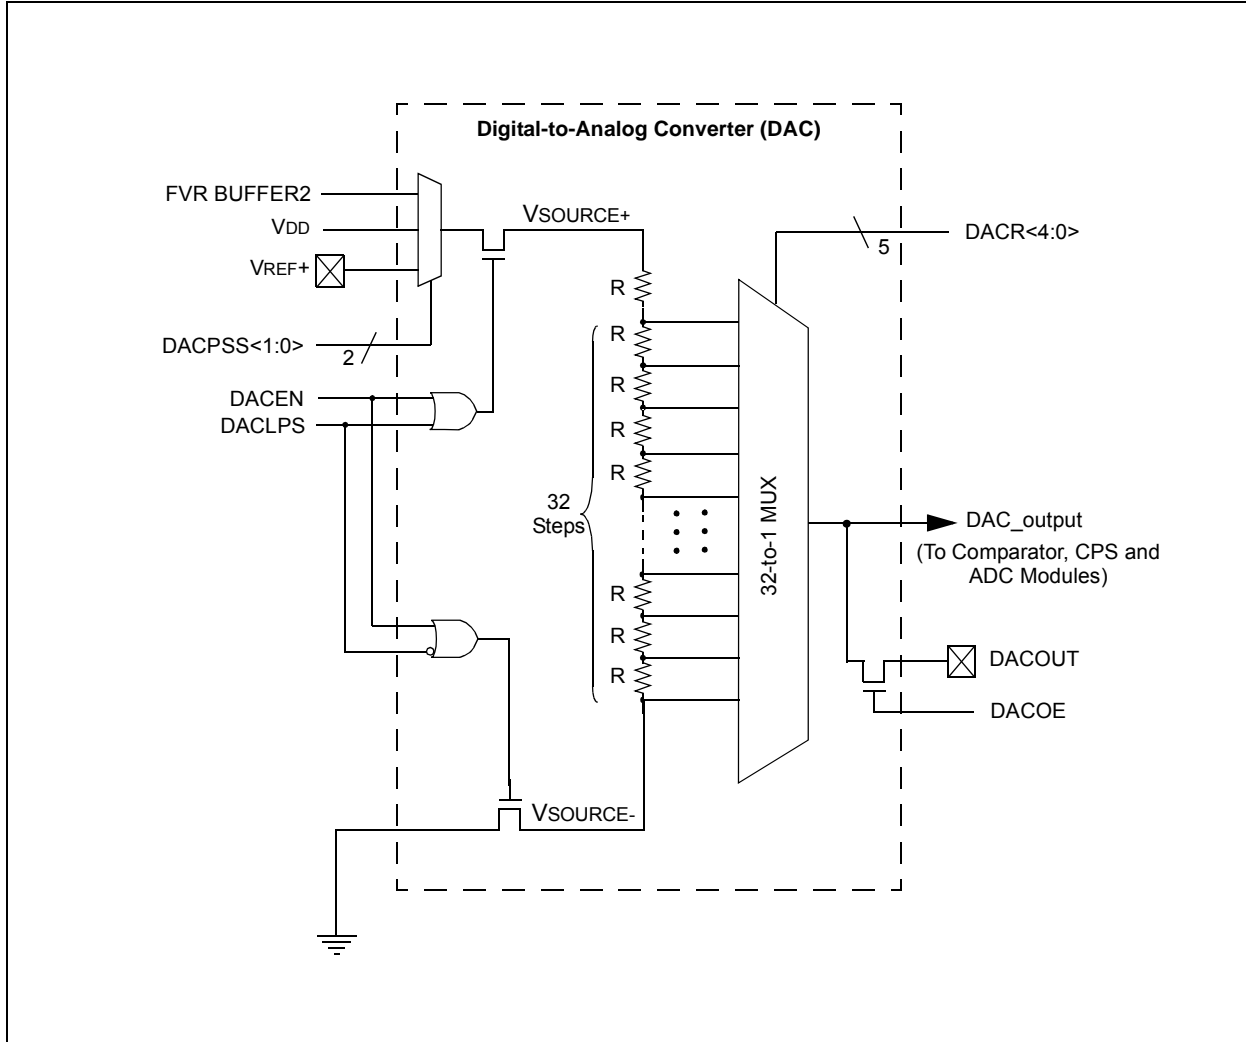 Digital-to-Analog Converter (DAC)
FVR BUFFER2
VDD
VREF+
DACPSS<1:0>
2
DACEN
DACLPS
VSOURCE+
R
R
R
R
R
32
Steps
R
R
R
VSOURCE-
32-to-1 MUX
5
DACR<4:0>
DAC_output
(To Comparator, CPS and
ADC Modules)
DACOUT
DACOE